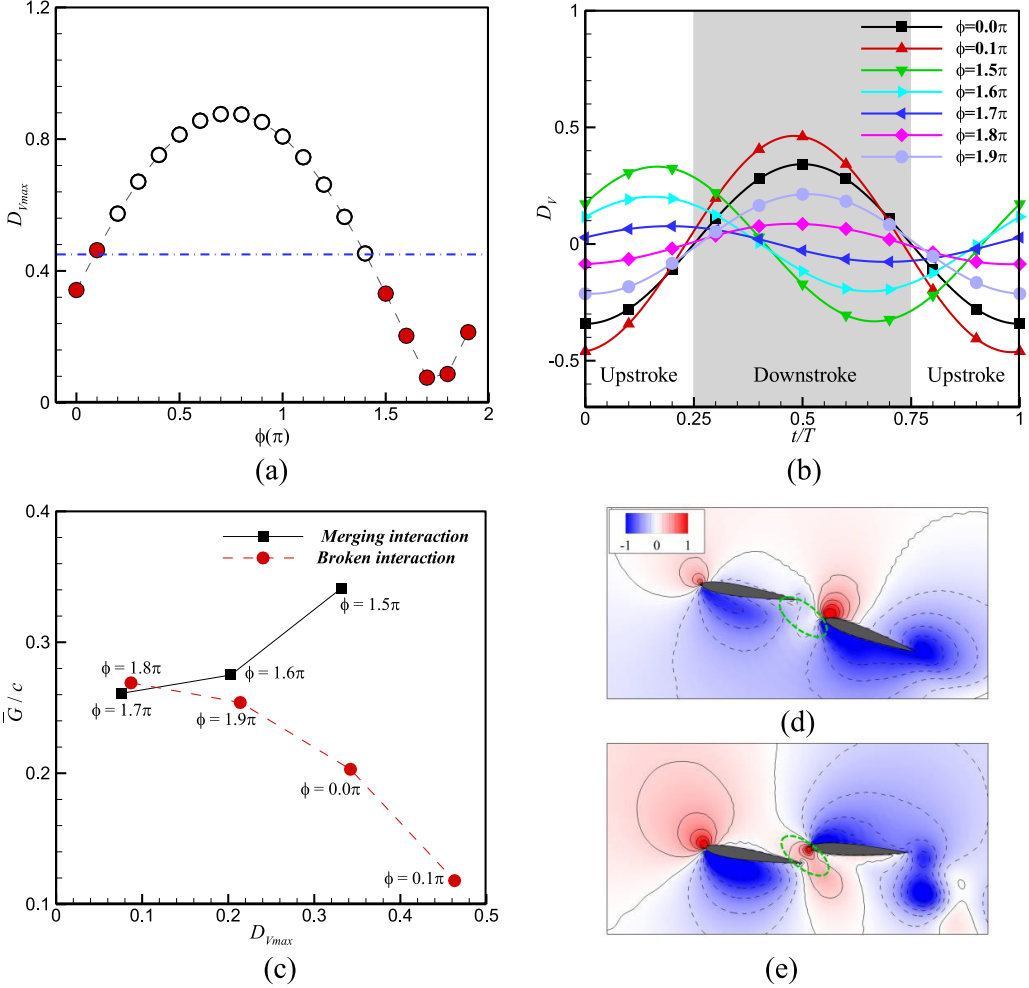 1.2
0.8
0.4
0
D_Vmax
0
0.5
1
1.5
2
ϕ(π)
(a)
1
0.5
0
-0.5
D_V
ϕ=0.0π
ϕ=0.1π
ϕ=1.5π
ϕ=1.6π
ϕ=1.7π
ϕ=1.8π
ϕ=1.9π
Upstroke
Downstroke
Upstroke
0
0.25
0.5
0.75
1
t/T
(b)
0.4
0.3
0.2
0.1
G̅ / c
Merging interaction
Broken interaction
ϕ = 1.5π
ϕ = 1.8π
ϕ = 1.6π
ϕ = 1.7π
ϕ = 1.9π
ϕ = 0.0π
ϕ = 0.1π
0
0.1
0.2
0.3
0.4
0.5
D_Vmax
(c)
-1 0 1
(d)
(e)